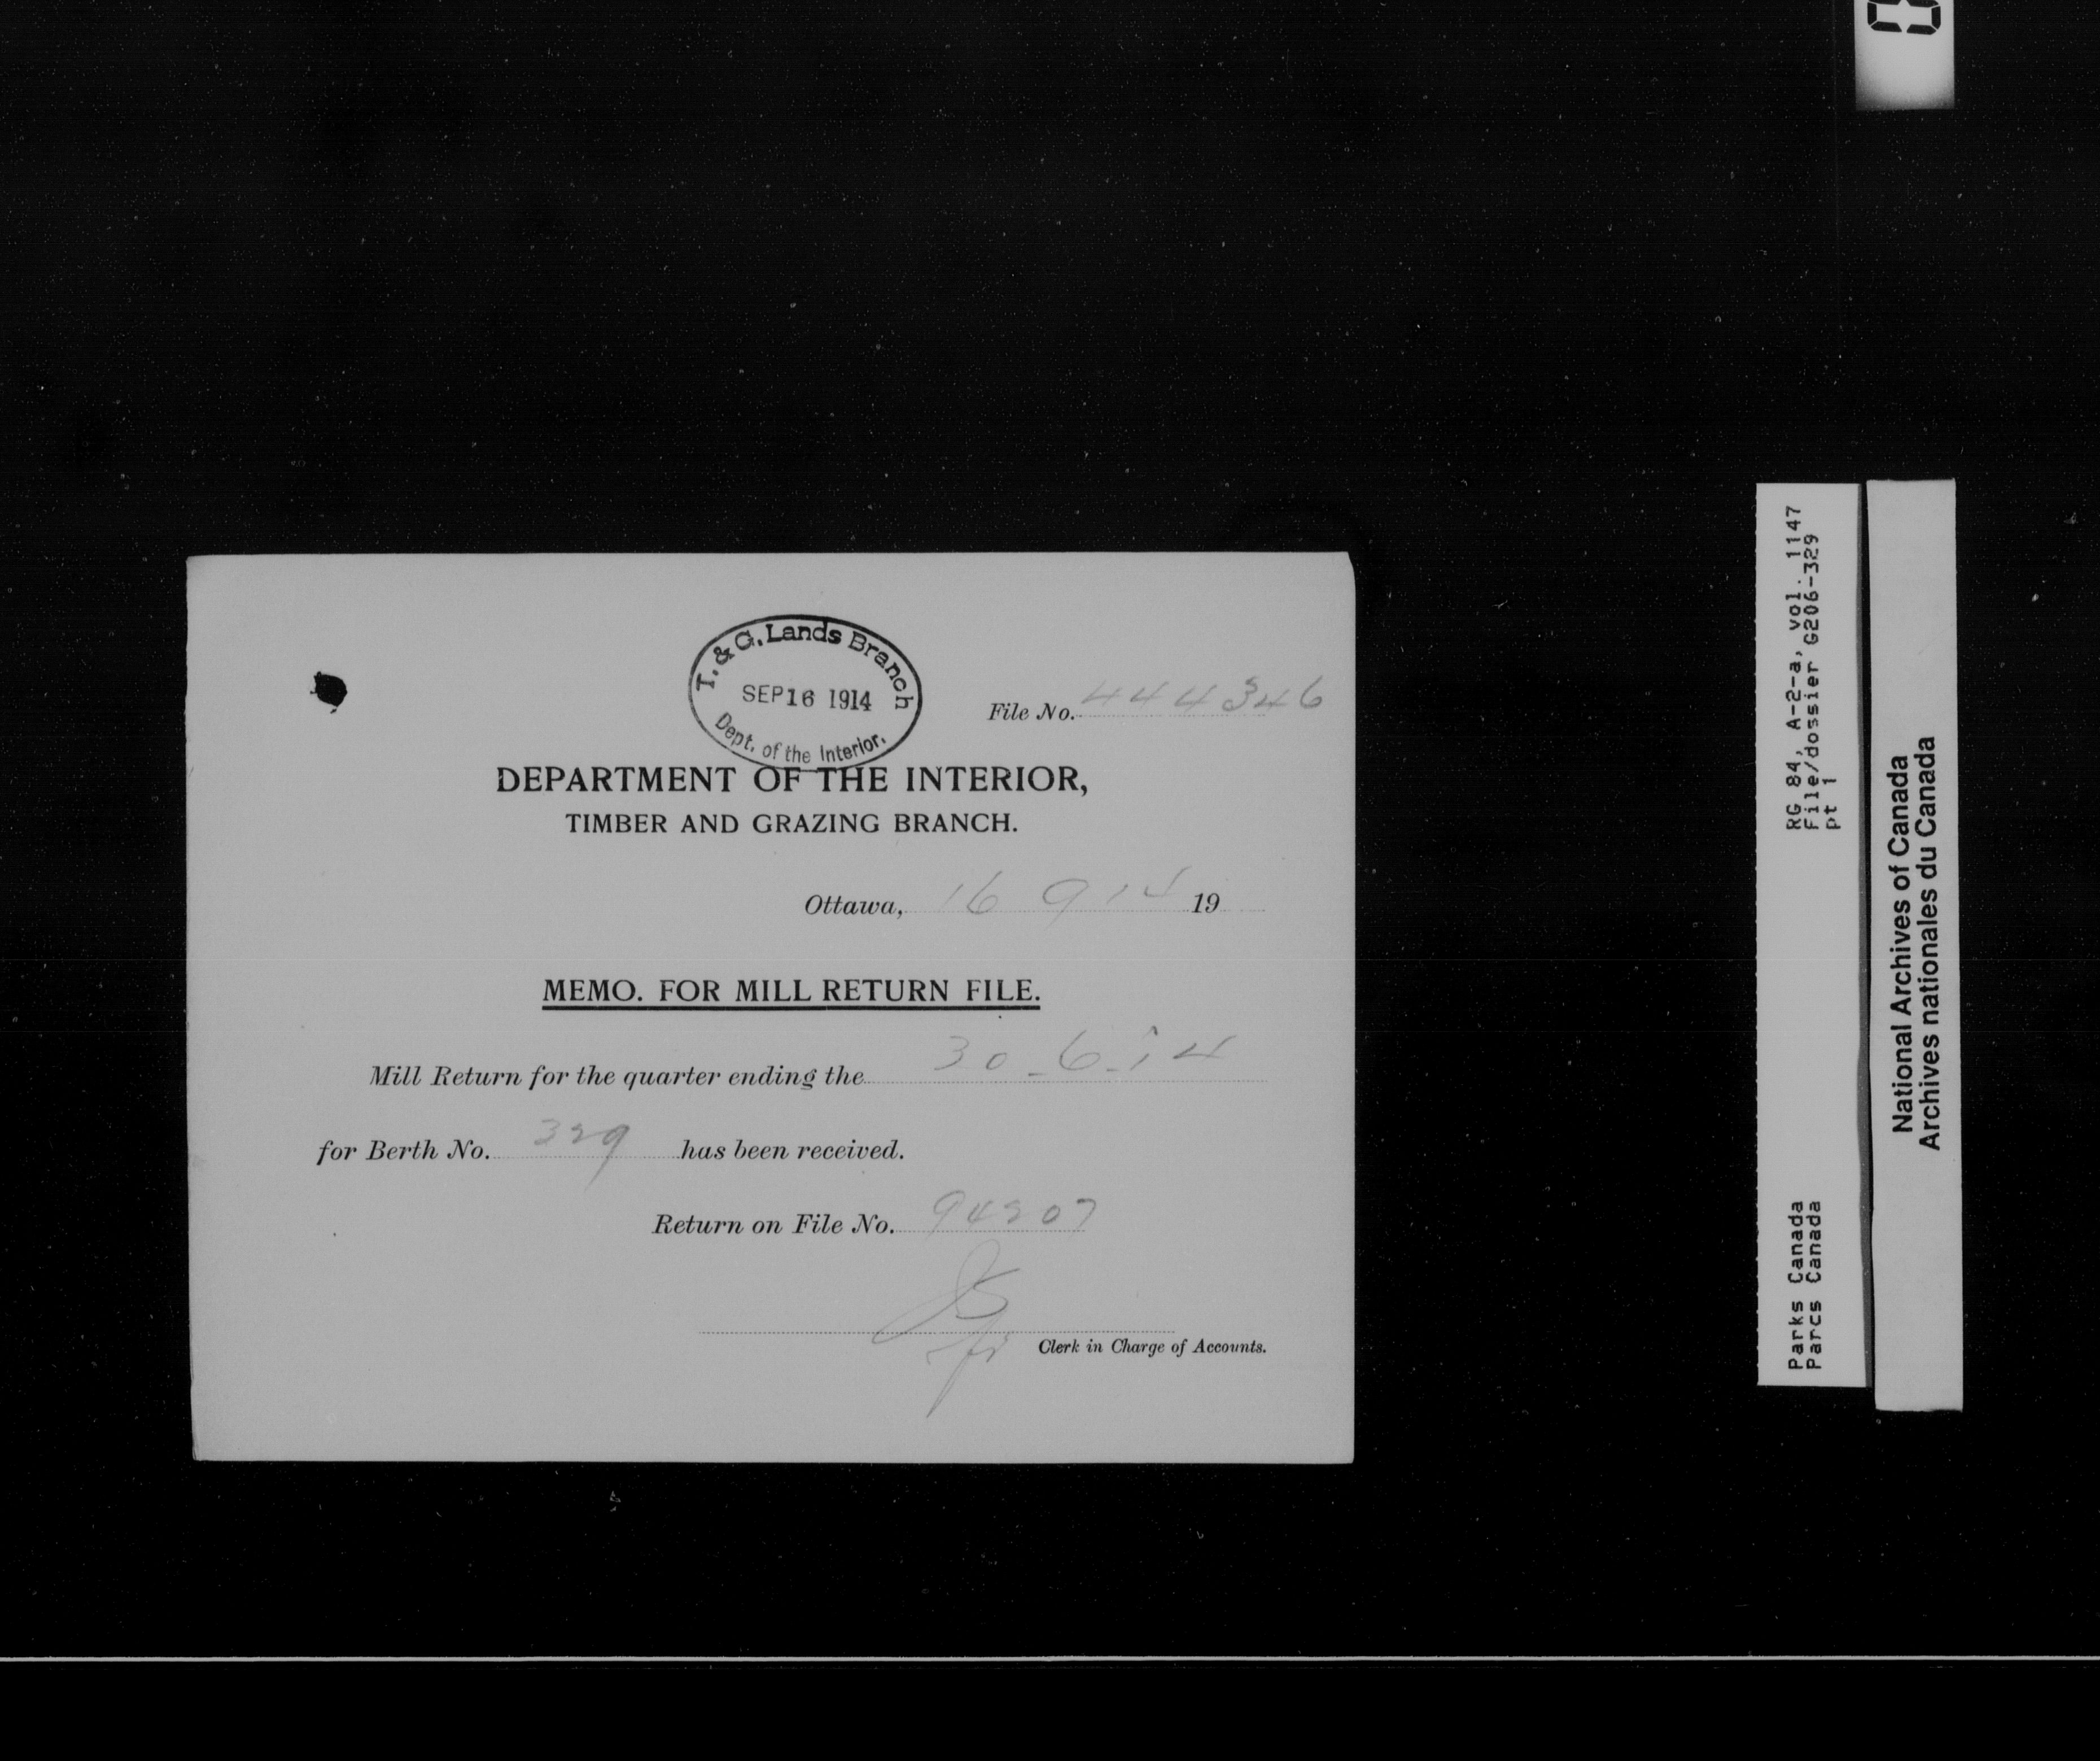 T. & G. Lands Branch
SEP 16 1914
Dept. of the Interior.
File No. 444346
DEPARTMENT OF THE INTERIOR,
TIMBER AND GRAZING BRANCH.
Ottawa, 16 9 14 19
MEMO. FOR MILL RETURN FILE.
Mill Return for the quarter ending the 30-6-14
for Berth No. 329 has been received.
Return on File No. 94207
Clerk in Charge of Accounts.
RG 84, A-2-a, vol. 1147
File/dossier G206-329
pt 1
Parks Canada
Parcs Canada
National Archives of Canada
Archives nationales du Canada